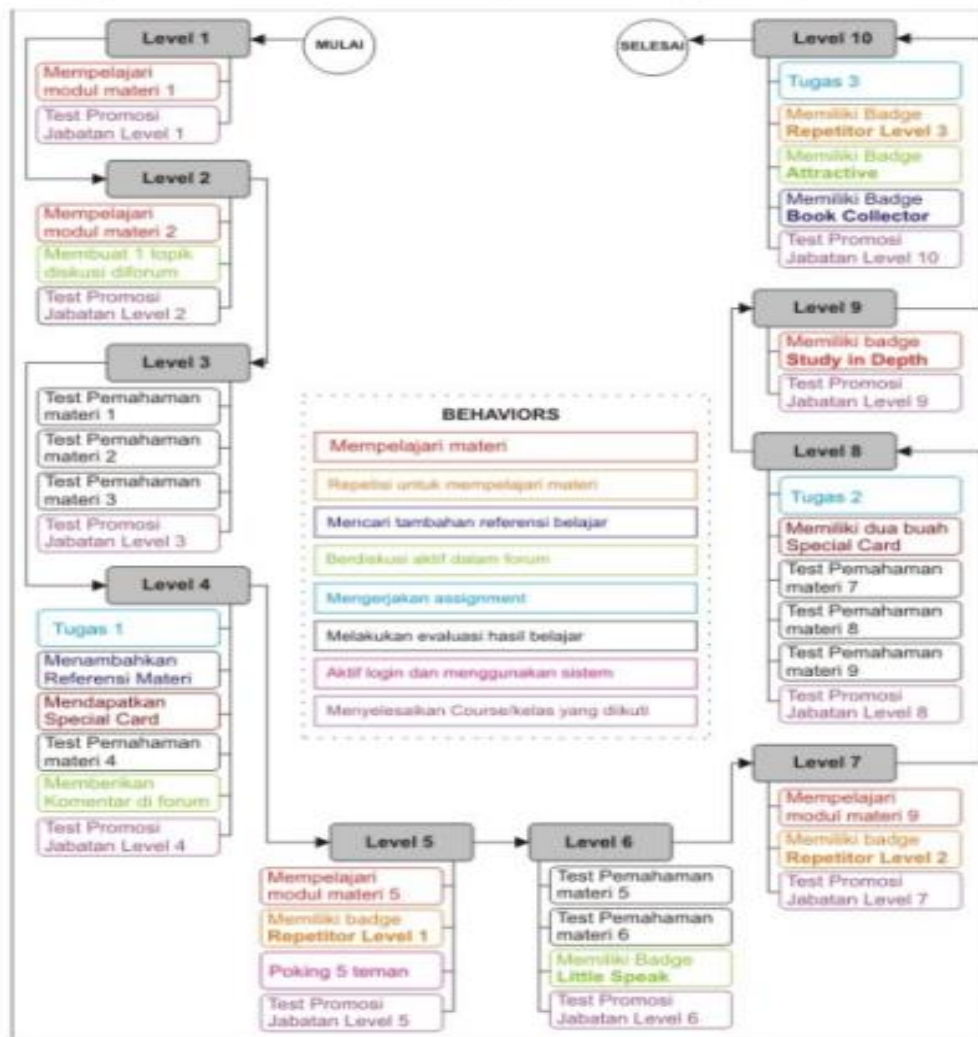 MULAI
Level 1
Mempelajari
modul materi 1
Test Promosi
Jabatan Level 1
Level 2
Mempelajari
modul materi 2
Membuat 1 topik
diskusi diforum
Test Promosi
Jabatan Level 2
Level 3
Test Pemahaman
materi 1
Test Pemahaman
materi 2
Test Pemahaman
materi 3
Test Promosi
Jabatan Level 3
Level 4
Tugas 1
Menambahkan
Referensi Materi
Mendapatkan
Special Card
Test Pemahaman
materi 4
Memberikan
Komentar di forum
Test Promosi
Jabatan Level 4
Level 5
Mempelajari
modul materi 5
Memiliki badge
Repetitor Level 1
Poking 5 teman
Test Promosi
Jabatan Level 5
Level 6
Test Pemahaman
materi 5
Test Pemahaman
materi 6
Memiliki Badge
Little Speak
Test Promosi
Jabatan Level 6
Level 7
Mempelajari
modul materi 9
Memiliki badge
Repetitor Level 2
Test Promosi
Jabatan Level 7
Level 8
Tugas 2
Memiliki dua buah
Special Card
Test Pemahaman
materi 7
Test Pemahaman
materi 8
Test Pemahaman
materi 9
Test Promosi
Jabatan Level 8
Level 9
Memiliki badge
Study in Depth
Test Promosi
Jabatan Level 9
Level 10
Tugas 3
Memiliki Badge
Repetitor Level 3
Memiliki Badge
Attractive
Memiliki Badge
Book Collector
Test Promosi
Jabatan Level 10
SELESAI
BEHAVIORS
Mempelajari materi
Repetisi untuk mempelajari materi
Mencari tambahan referensi belajar
Berdiskusi aktif dalam forum
Mengerjakan assignment
Melakukan evaluasi hasil belajar
Aktif login dan menggunakan sistem
Menyelesaikan Course/kelas yang diikuti